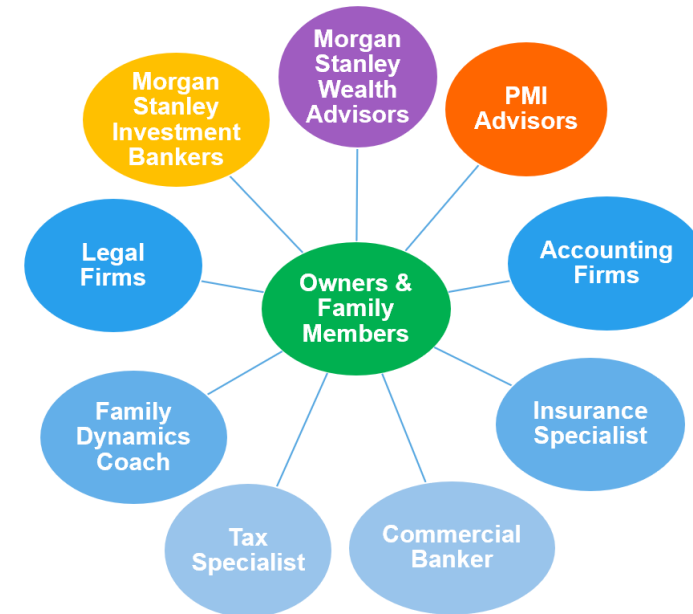 Morgan
Stanley
Wealth
Advisors
Morgan
Stanley
Investment
Bankers
PMI
Advisors
Legal
Firms
Owners &
Family
Members
Accounting
Firms
Family
Dynamics
Coach
Insurance
Specialist
Tax
Specialist
Commercial
Banker